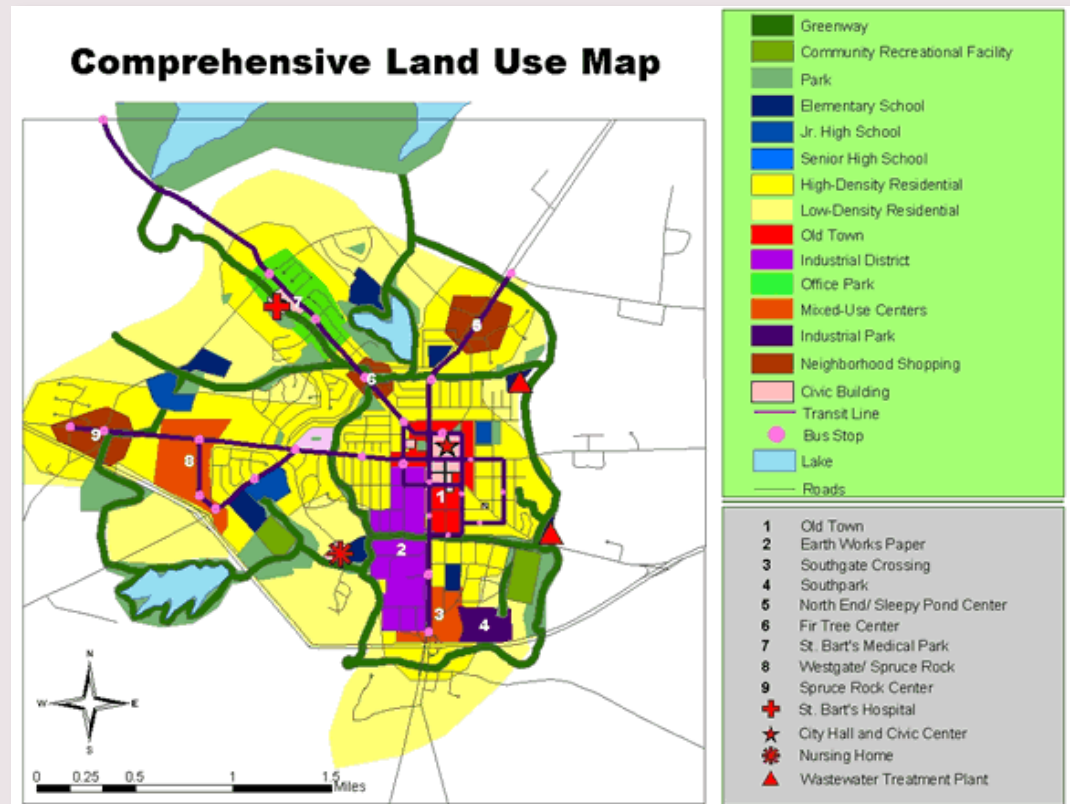 Comprehensive Land Use Map
Greenway
Community Recreational Facility
Park
Elementary School
Jr. High School
Senior High School
High-Density Residential
Low-Density Residential
Old Town
Industrial District
Office Park
Mixed-Use Centers
Industrial Park
Neighborhood Shopping
Civic Building
Transit Line
Bus Stop
Lake
Roads
1 Old Town
2 Earth Works Paper
3 Southgate Crossing
4 Southpark
5 North End/ Sleepy Pond Center
6 Fir Tree Center
7 St. Bart's Medical Park
8 Westgate/ Spruce Rock
9 Spruce Rock Center
St. Bart's Hospital
City Hall and Civic Center
Nursing Home
Wastewater Treatment Plant
7
5
6
9
8
1
2
3
4
N
W E
S
0 0.25 0.5 1 1.5
Miles